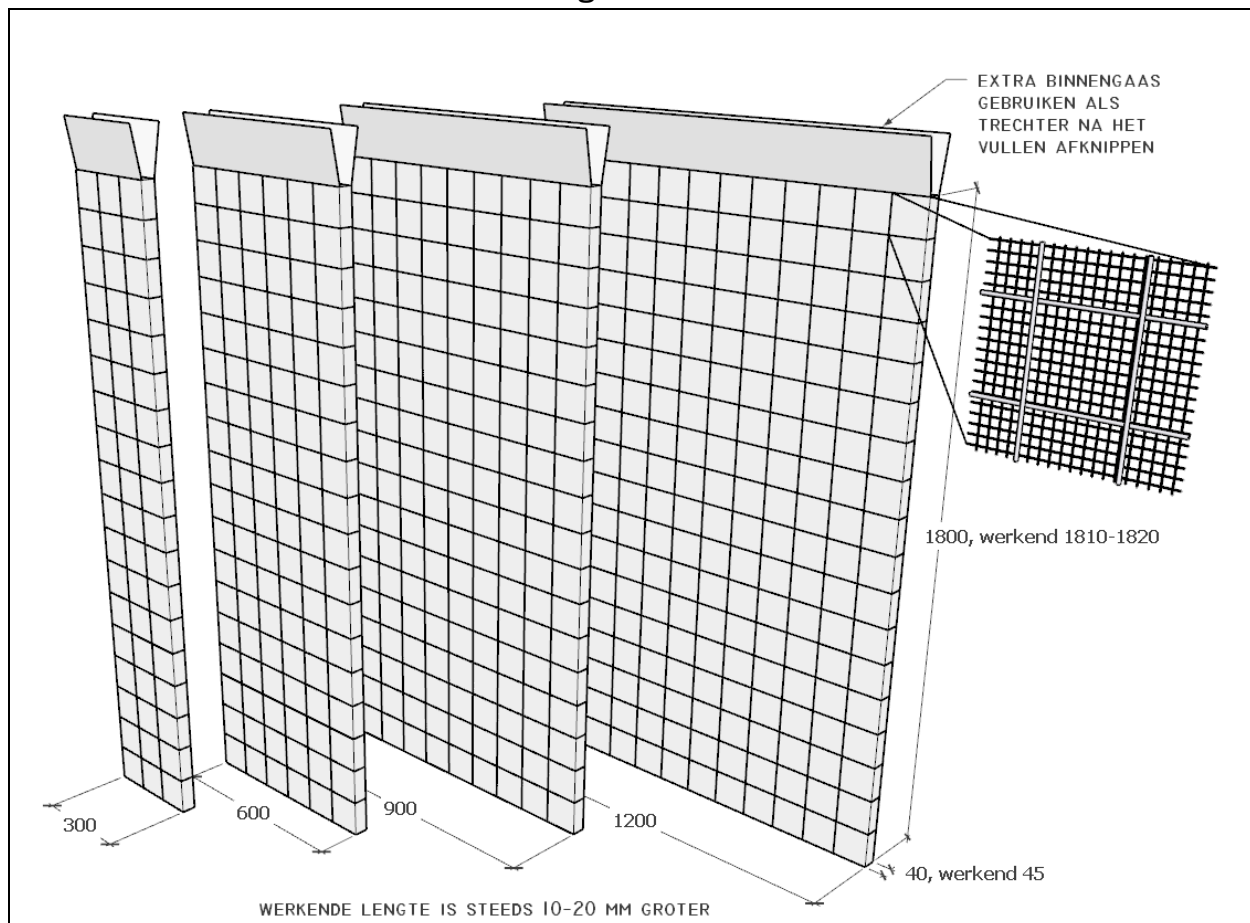 EXTRA BINNENGAAS
GEBRUIKEN ALS
TRECHTER NA HET
VULLEN AFKNIPPEN
1800, werkend 1810-1820
300
600
900
1200
40, werkend 45
WERKENDE LENGTE IS STEEDS 10-20 MM GROTER